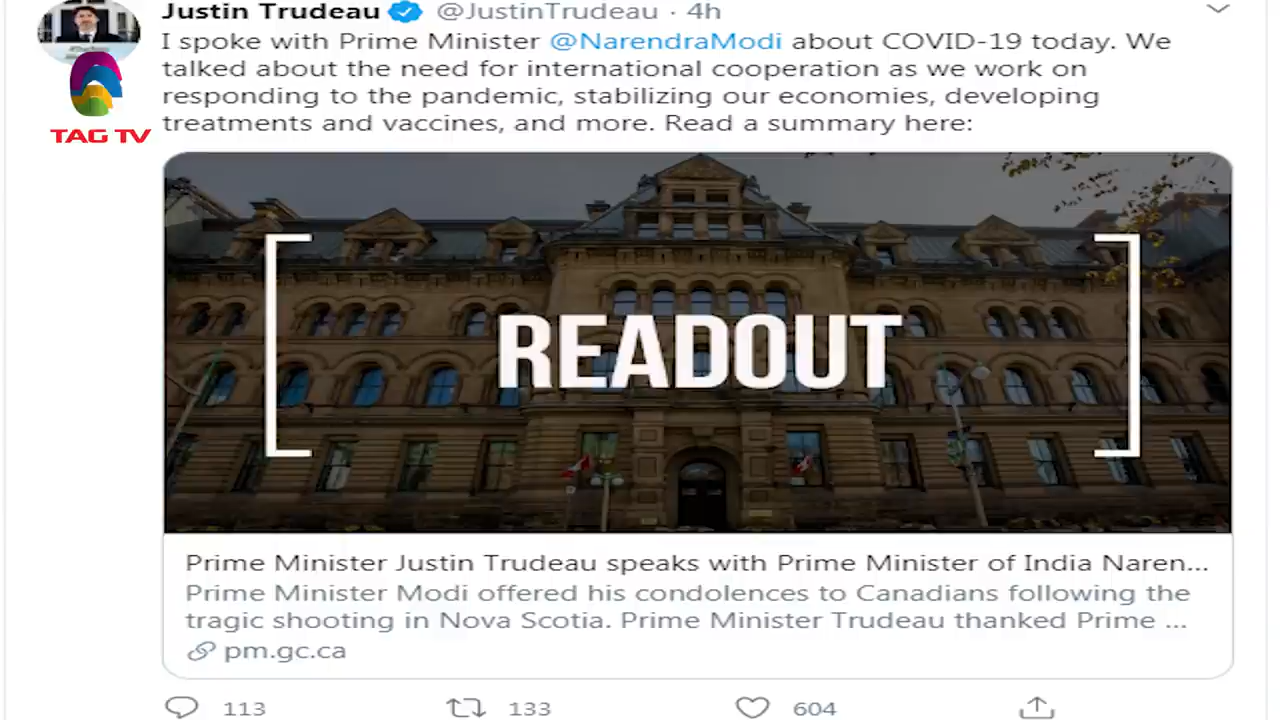 Justin Trudeau @JustinTrudeau · 4h
I spoke with Prime Minister @NarendraModi about COVID-19 today. We
talked about the need for international cooperation as we work on
responding to the pandemic, stabilizing our economies, developing
treatments and vaccines, and more. Read a summary here:
TAG TV
READOUT
Prime Minister Justin Trudeau speaks with Prime Minister of India Naren...
Prime Minister Modi offered his condolences to Canadians following the
tragic shooting in Nova Scotia. Prime Minister Trudeau thanked Prime ...
pm.gc.ca
113 133 604